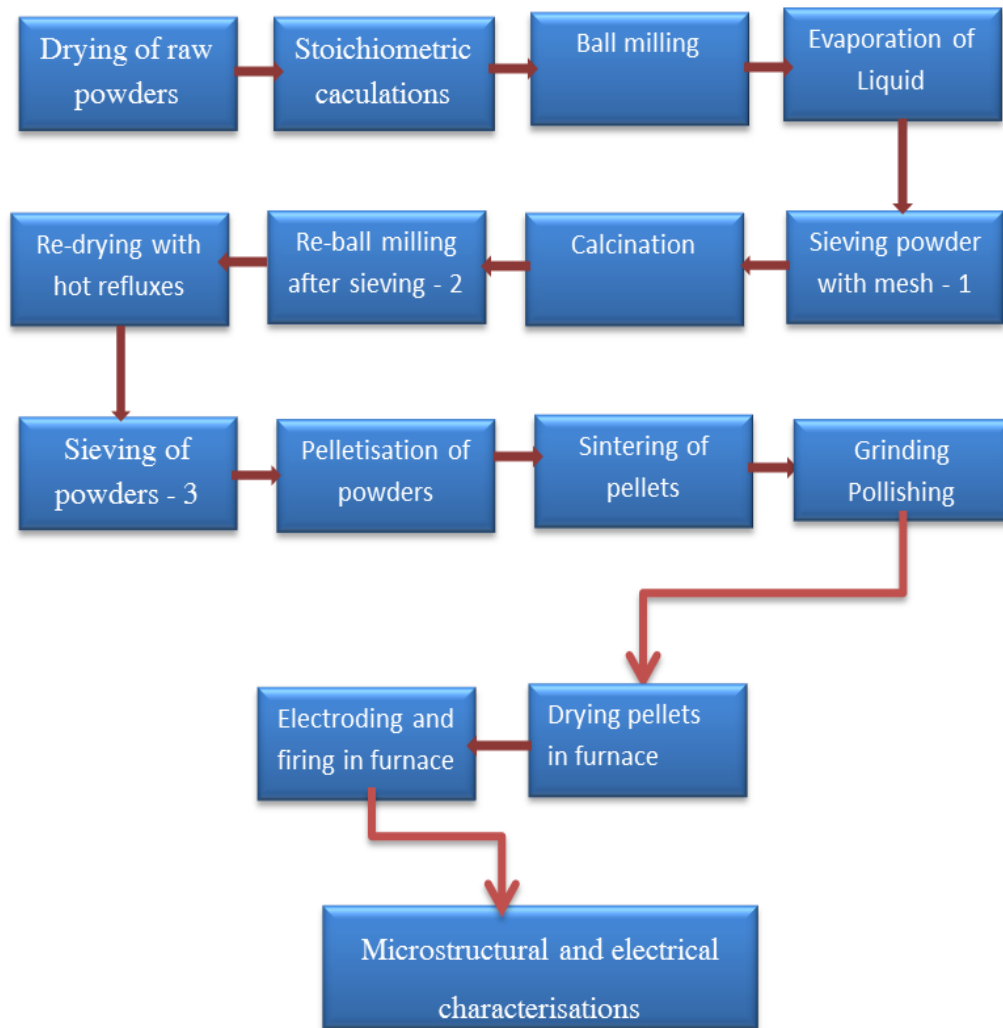 Drying of raw
powders
Stoichiometric
caculations
Ball milling
Evaporation of
Liquid
Sieving powder
with mesh - 1
Calcination
Re-ball milling
after sieving - 2
Re-drying with
hot refluxes
Sieving of
powders - 3
Pelletisation of
powders
Sintering of
pellets
Grinding
Pollishing
Drying pellets
in furnace
Electroding and
firing in furnace
Microstructural and electrical
characterisations